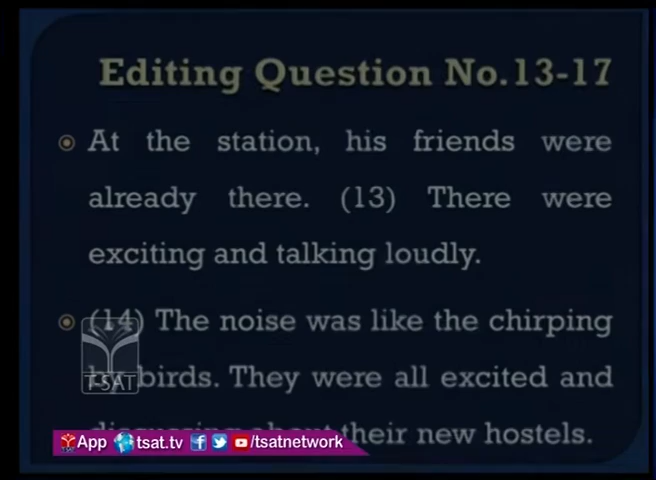 Editing Question No.13-17
At the station, his friends were
already there. (13) There were
exciting and talking loudly.
(14) The noise was like the chirping
birds. They were all excited and
their new hostels.
T-SAT
App tsat.tv /tsatnetwork